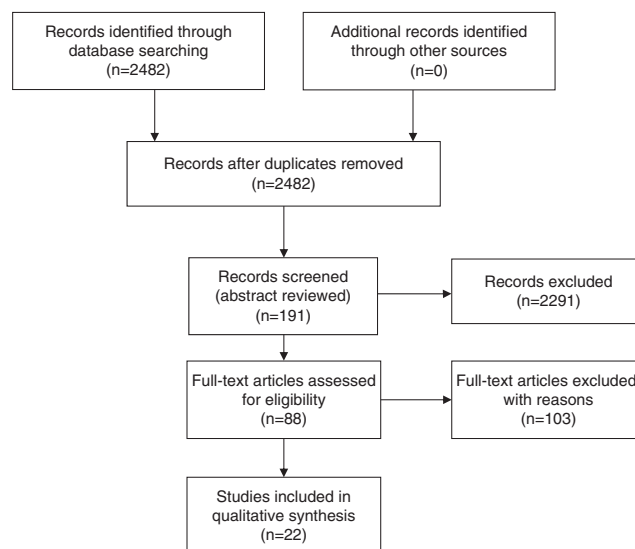 Records identified through
database searching
(n=2482)
Additional records identified
through other sources
(n=0)
Records after duplicates removed
(n=2482)
Records screened
(abstract reviewed)
(n=191)
Records excluded
(n=2291)
Full-text articles assessed
for eligibility
(n=88)
Full-text articles excluded
with reasons
(n=103)
Studies included in
qualitative synthesis
(n=22)